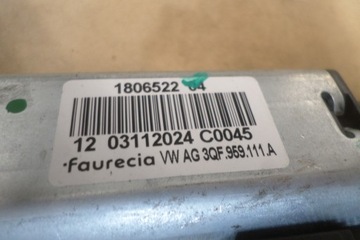 1806522 04
12 03112024 C0045
faurecia VW AG 3QF.959.111.A